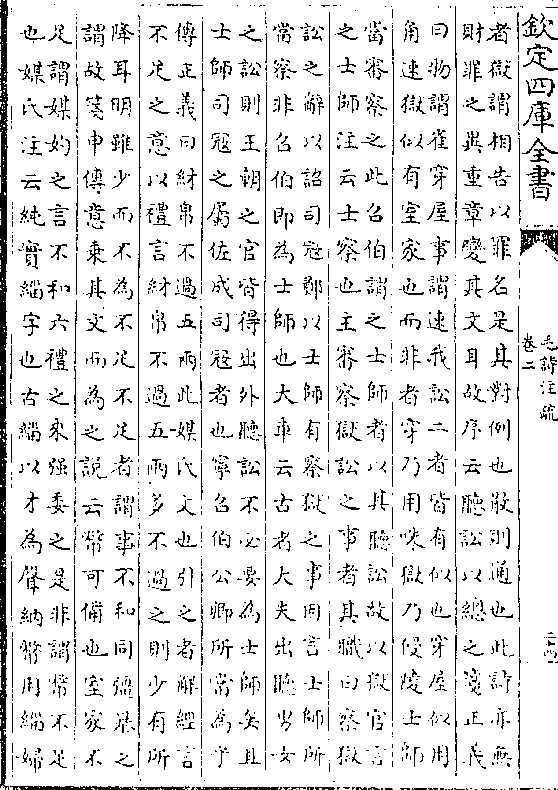 欽定四庫全書
毛詩注疏
卷二
者獄謂相告以罪名是其對例也散則通也此詩亦無
財罪之異重章變其文耳故序云聽訟以總之箋正義
曰物謂雀穿屋事謂速我訟二者皆有似也穿屋似用
角速獄似有室家也而非者穿乃用咮獄乃侵陵士師
當審察之此召伯謂之士師者以其聽訟故以獄官言
之士師注云士察也主審察獄訟之事者其職曰察獄
訟之辭以詔司冦鄭以士師有察獄之事因言士師所
當察非召伯即為士師也大車云古者大夫出聽男女
之訟則王朝之官皆得出外聽訟不必要為士師矣且
士師司冦之屬佐成司冦者也寧召伯公卿所當為乎
傳正義曰紂帛不過五兩此媒氏文也引之者解經言
不足之意以禮言紂帛不過五兩多不過之則少有所
降耳明雖少而不為不足不足者謂事不和同彊暴之
謂故箋申傳意乗其文而為之說云幣可備也室家不
足謂媒妁之言不和六禮之來强委之是非謂幣不足
也媒氏注云純實緇字也古緇以才為聲納幣用緇婦